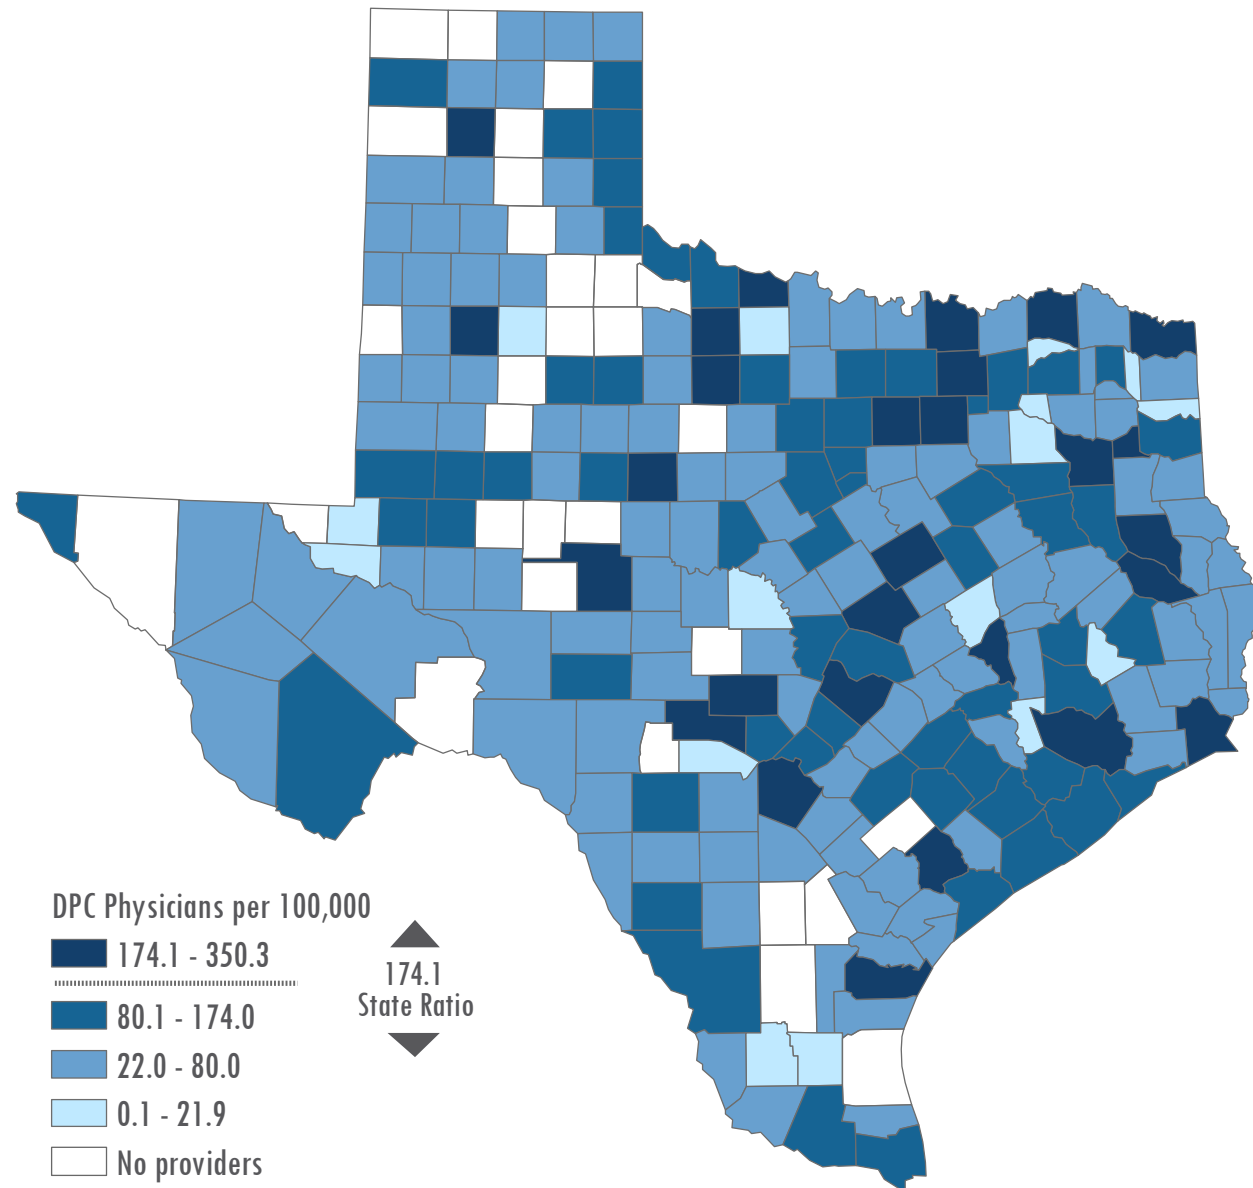 DPC Physicians per 100,000
174.1 - 350.3
80.1 - 174.0
22.0 - 80.0
0.1 - 21.9
No providers
174.1
State Ratio